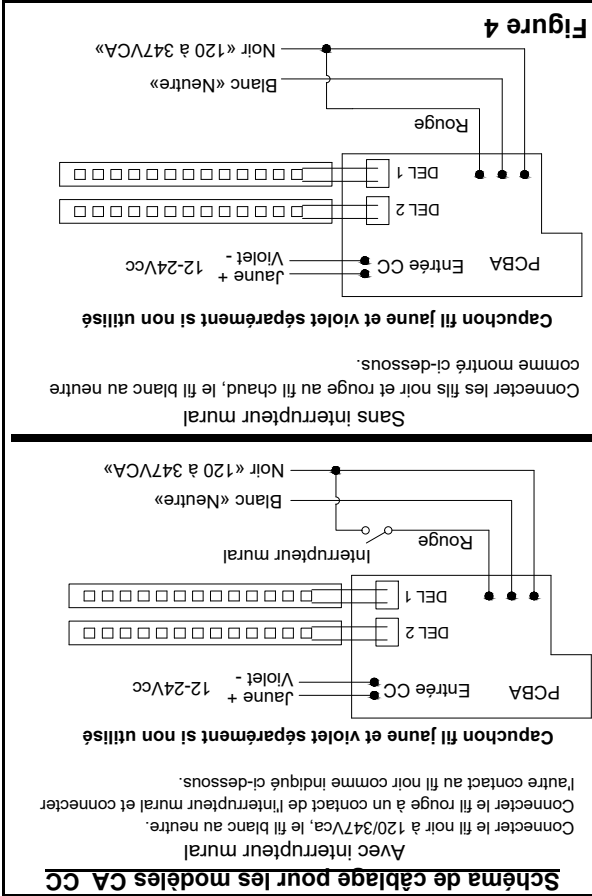 Schéma de câblage pour les modèles CA CC
Avec interrupteur mural
Connecter le fil noir à 120/347Vca, le fil blanc au neutre.
Connecter le fil rouge à un contact de l'interrupteur mural et connecter
l'autre contact au fil noir comme indiqué ci-dessous.
Capuchon fil jaune et violet séparément si non utilisé
PCBA
Entrée CC
Jaune +
Violet -
12-24Vcc
DEL 2
DEL 1
Rouge
Interrupteur mural
Blanc «Neutre»
Noir «120 à 347VCA»
Sans interrupteur mural
Connecter les fils noir et rouge au fil chaud, le fil blanc au neutre
comme montré ci-dessous.
Capuchon fil jaune et violet séparément si non utilisé
PCBA
Entrée CC
Jaune +
Violet -
12-24Vcc
DEL 2
DEL 1
Rouge
Blanc «Neutre»
Noir «120 à 347VCA»
Figure 4